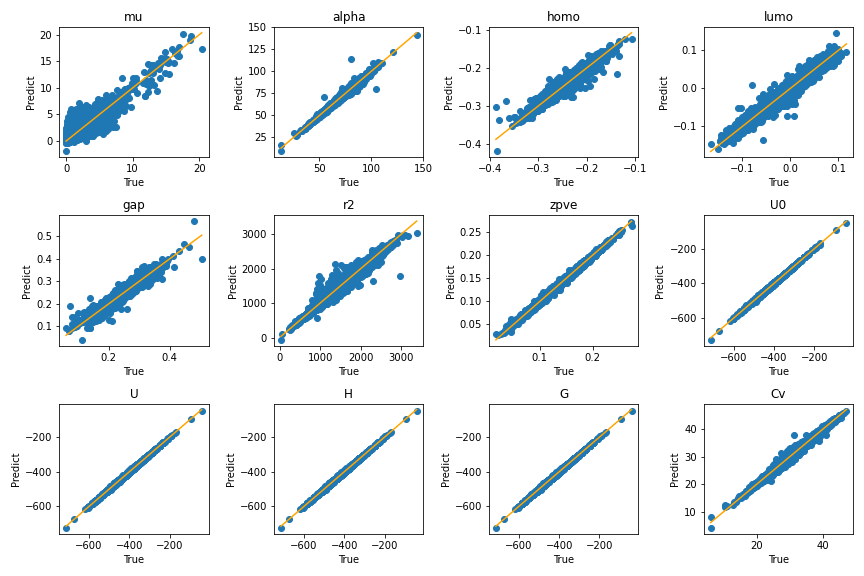 mu alpha homo lumo
20 15 10 5 0 Predict 0 10 20 True
150 125 100 75 50 25 Predict 50 100 150 True
−0.1 −0.2 −0.3 −0.4 Predict −0.4 −0.3 −0.2 −0.1 True
0.1 0.0 −0.1 Predict −0.1 0.0 0.1 True
gap r2 zpve U0
0.5 0.4 0.3 0.2 0.1 Predict 0.2 0.4 True
3000 2000 1000 0 Predict 0 1000 2000 3000 True
0.25 0.20 0.15 0.10 0.05 Predict 0.1 0.2 True
−200 −400 −600 Predict −600 −400 −200 True
U H G Cv
−200 −400 −600 Predict −600 −400 −200 True
−200 −400 −600 Predict −600 −400 −200 True
−200 −400 −600 Predict −600 −400 −200 True
40 30 20 10 Predict 20 40 True